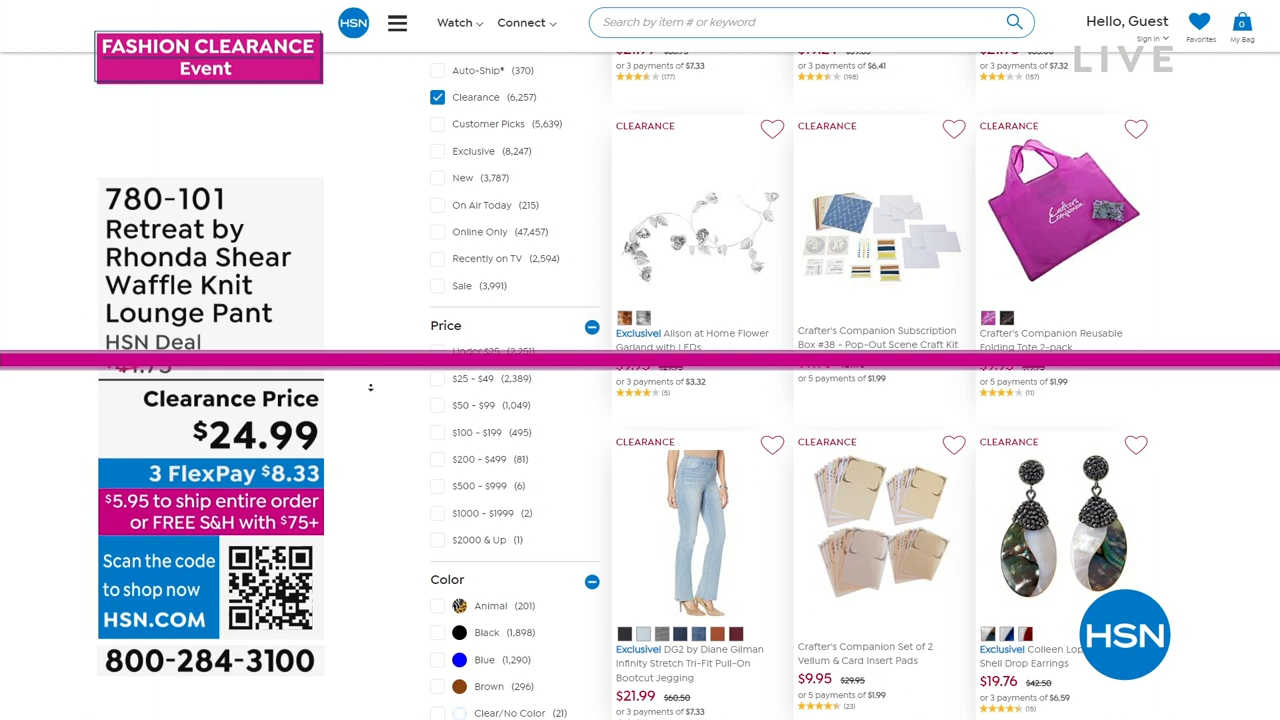 HSN
Watch
Connect
Search by item # or keyword
Hello, Guest
Sign In
Favorites
0
My Bag
LIVE
FASHION CLEARANCE
Event
780-101
Retreat by
Rhonda Shear
Waffle Knit
Lounge Pant
HSN Deal
Clearance Price
$24.99
3 FlexPay $8.33
$5.95 to ship entire order
or FREE S&H with $75+
Scan the code
to shop now
HSN.COM
800-284-3100
Auto-Ship® (370)
Clearance (6,257)
Customer Picks (5,639)
Exclusive (8,247)
New (3,787)
On Air Today (215)
Online Only (47,457)
Recently on TV (2,594)
Sale (3,991)
Price
Under $25 (2,251)
$25 - $49 (2,389)
$50 - $99 (1,049)
$100 - $199 (495)
$200 - $499 (81)
$500 - $999 (6)
$1000 - $1999 (2)
$2000 & Up (1)
Color
Animal (201)
Black (1,898)
Blue (1,290)
Brown (296)
Clear/No Color (21)
or 3 payments of $7.33
(177)
or 3 payments of $6.41
(198)
or 3 payments of $7.32
(157)
CLEARANCE
Exclusive! Alison at Home Flower
Garland with LEDs
or 3 payments of $3.32
(5)
CLEARANCE
Crafter's Companion Subscription
Box #38 - Pop-Out Scene Craft Kit
or 5 payments of $1.99
CLEARANCE
Crafter's Companion
Crafter's Companion Reusable
Folding Tote 2-pack
or 5 payments of $1.99
(11)
CLEARANCE
Exclusive! DG2 by Diane Gilman
Infinity Stretch Tri-Fit Pull-On
Bootcut Jegging
$21.99 $60.50
or 3 payments of $7.33
CLEARANCE
Crafter's Companion Set of 2
Vellum & Card Insert Pads
$9.95 $29.95
or 5 payments of $1.99
(23)
CLEARANCE
Exclusive! Colleen Lop
Shell Drop Earrings
$19.76 $42.50
or 3 payments of $6.59
(15)
HSN